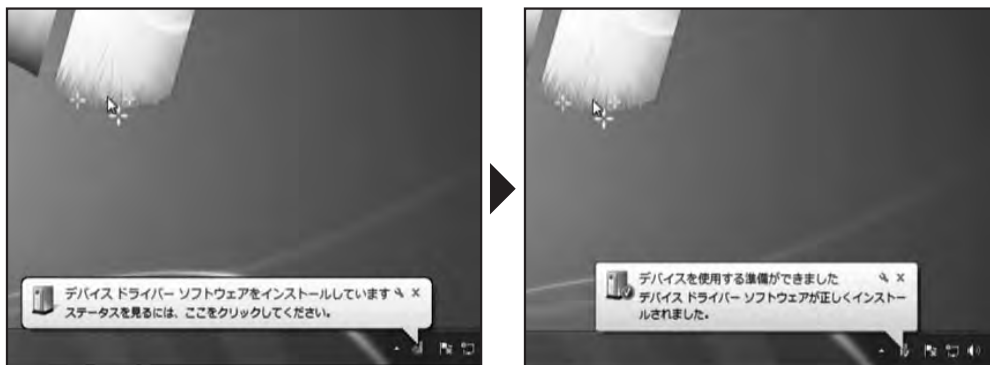 デバイス ドライバー ソフトウェアをインストールしています
ステータスを見るには、ここをクリックしてください。
デバイスを使用する準備ができました
デバイス ドライバー ソフトウェアが正しくインストー
ルされました。